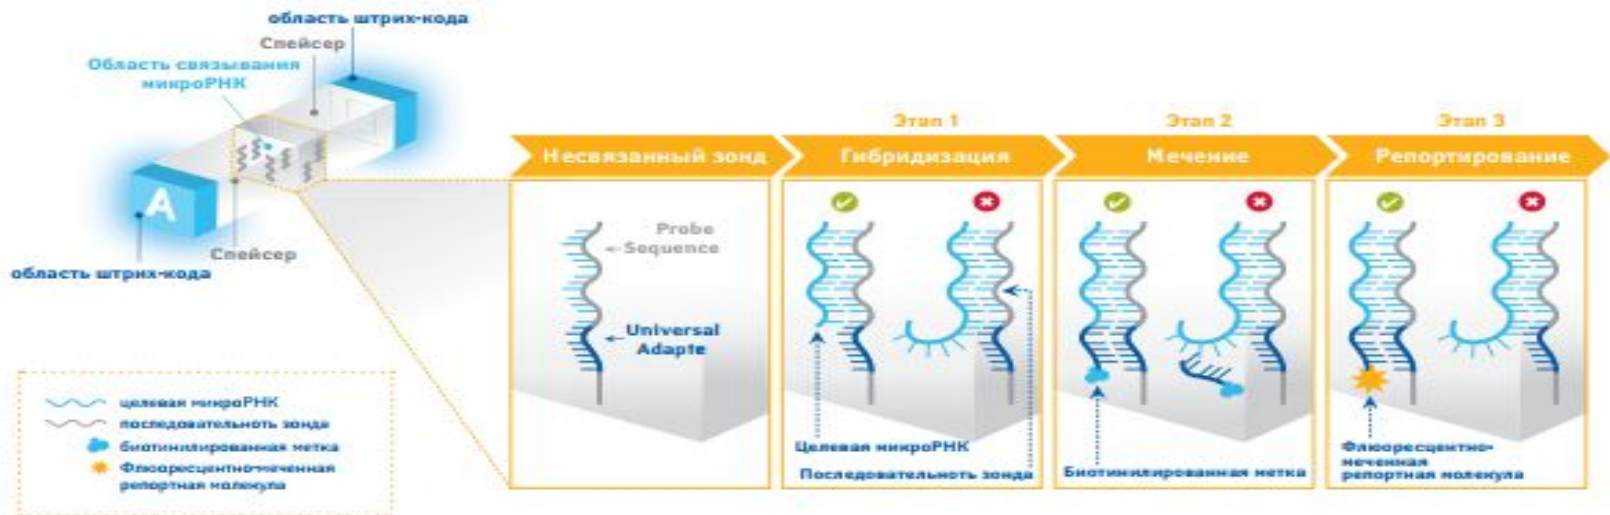 область штрих-кода
Спейсер
Область связывания
микроРНК
A
Спейсер
область штрих-кода
целевая микроРНК
последовательноть зонда
биотинилированная метка
Флюоресцентно-меченная
репортная молекула
Несвязанный зонд
Probe
Sequence
Universal
Adapte
Этап 1
Гибридизация
Целевая микроРНК
Последовательноть зонда
Этап 2
Мечение
Биотинилированная метка
Этап 3
Репортирование
Флюоресцентно-
меченная
репортная молекула